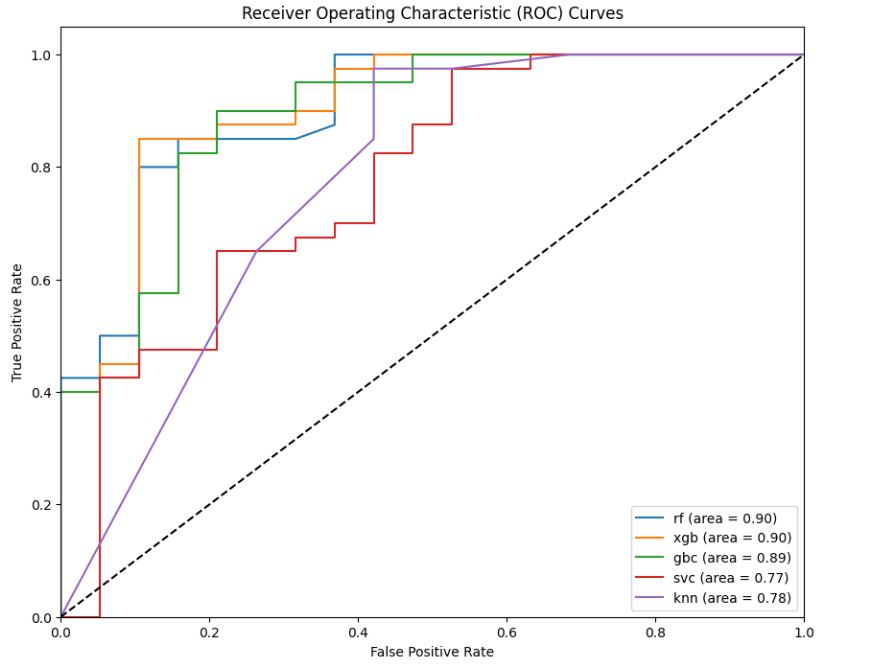 Receiver Operating Characteristic (ROC) Curves
True Positive Rate
1.0
0.8
0.6
0.4
0.2
0.0
0.0 0.2 0.4 0.6 0.8 1.0
False Positive Rate
rf (area = 0.90)
xgb (area = 0.90)
gbc (area = 0.89)
svc (area = 0.77)
knn (area = 0.78)